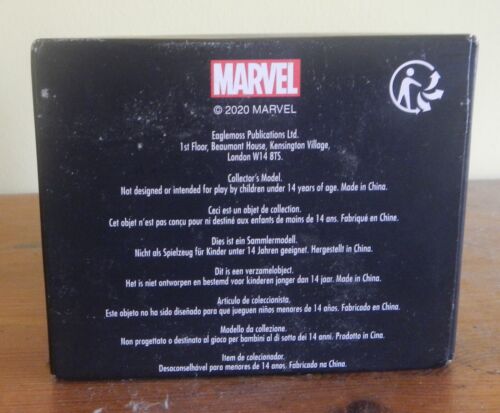 MARVEL
© 2020 MARVEL
Eaglemoss Publications Ltd.
1st Floor, Beaumont House, Kensington Village,
London W14 8TS.
Collector's Model.
Not designed or intended for play by children under 14 years of age. Made in China.
Ceci est un objet de collection.
Cet objet n'est pas conçu pour ni destiné aux enfants de moins de 14 ans. Fabriqué en Chine.
Dies ist ein Sammlermodell.
Nicht als Spielzeug für Kinder unter 14 Jahren geeignet. Hergestellt in China.
Dit is een verzamelobject.
Het is niet ontworpen en bestemd voor kinderen jonger dan 14 jaar. Made in China.
Artículo de coleccionista.
Este objeto no ha sido diseñado para que jueguen niños menores de 14 años. Fabricado en China.
Modello da collezione.
Non progettato o destinato al gioco per bambini al di sotto dei 14 anni. Prodotto in Cina.
Item de colecionador.
Desaconselhável para menores de 14 anos. Fabricado na China.